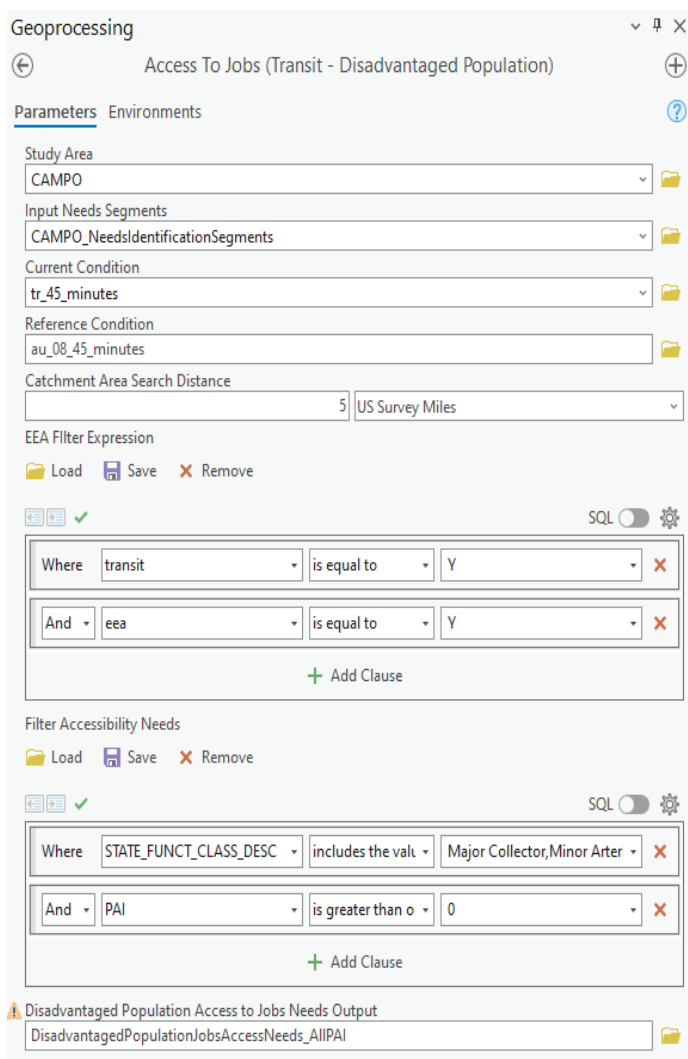 Geoprocessing
Access To Jobs (Transit - Disadvantaged Population)
Parameters Environments
Study Area
CAMPO
Input Needs Segments
CAMPO_NeedsIdentificationSegments
Current Condition
tr_45_minutes
Reference Condition
au_08_45_minutes
Catchment Area Search Distance
5 US Survey Miles
EEA FIlter Expression
Load Save Remove
SQL
Where transit is equal to Y
And eea is equal to Y
Add Clause
Filter Accessibility Needs
Load Save Remove
SQL
Where STATE_FUNCT_CLASS_DESC includes the valu Major Collector,Minor Arter
And PAI is greater than o 0
Add Clause
Disadvantaged Population Access to Jobs Needs Output
DisadvantagedPopulationJobsAccessNeeds_AllPAI